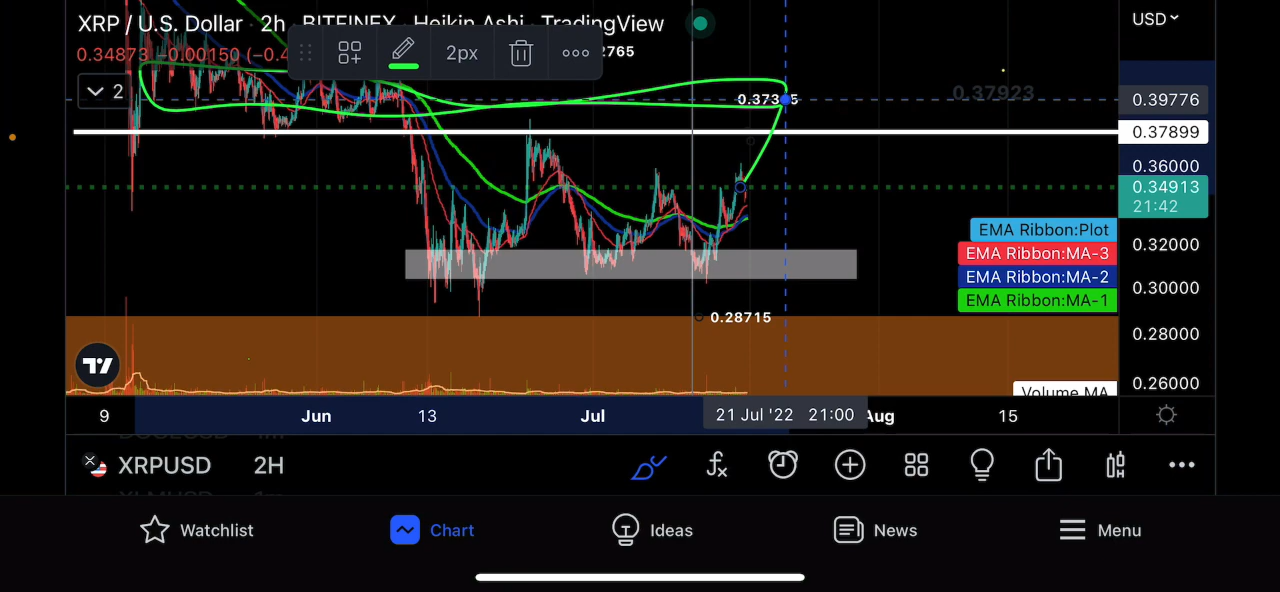 XRP / U.S. Dollar · 2h · BITFINEX · Heikin Ashi · TradingView
USD
0.34873 −0.00150 (−0.4
2px
2765
2
0.37923
0.39776
0.37899
0.36000
0.34913
21:42
EMA Ribbon:Plot
0.32000
EMA Ribbon:MA-3
EMA Ribbon:MA-2
0.30000
EMA Ribbon:MA-1
0.28715
0.28000
0.26000
Volume MA
9
Jun
13
Jul
21 Jul '22 21:00
Aug
15
XRPUSD 2H
Watchlist
Chart
Ideas
News
Menu